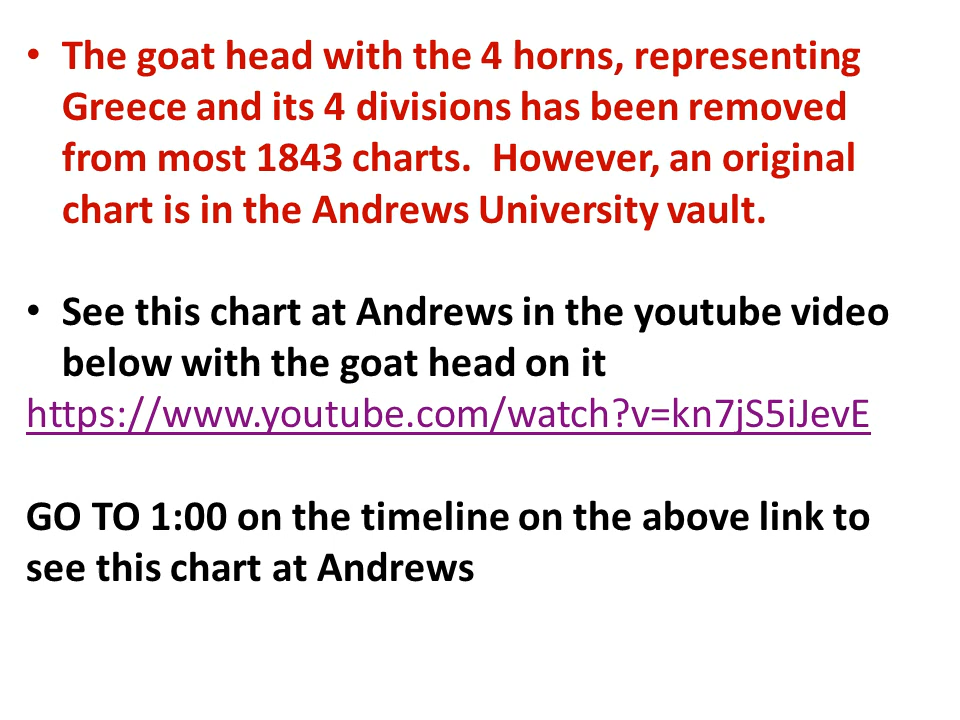 • The goat head with the 4 horns, representing
Greece and its 4 divisions has been removed
from most 1843 charts.  However, an original
chart is in the Andrews University vault.
• See this chart at Andrews in the youtube video
below with the goat head on it
https://www.youtube.com/watch?v=kn7jS5iJevE
GO TO 1:00 on the timeline on the above link to
see this chart at Andrews